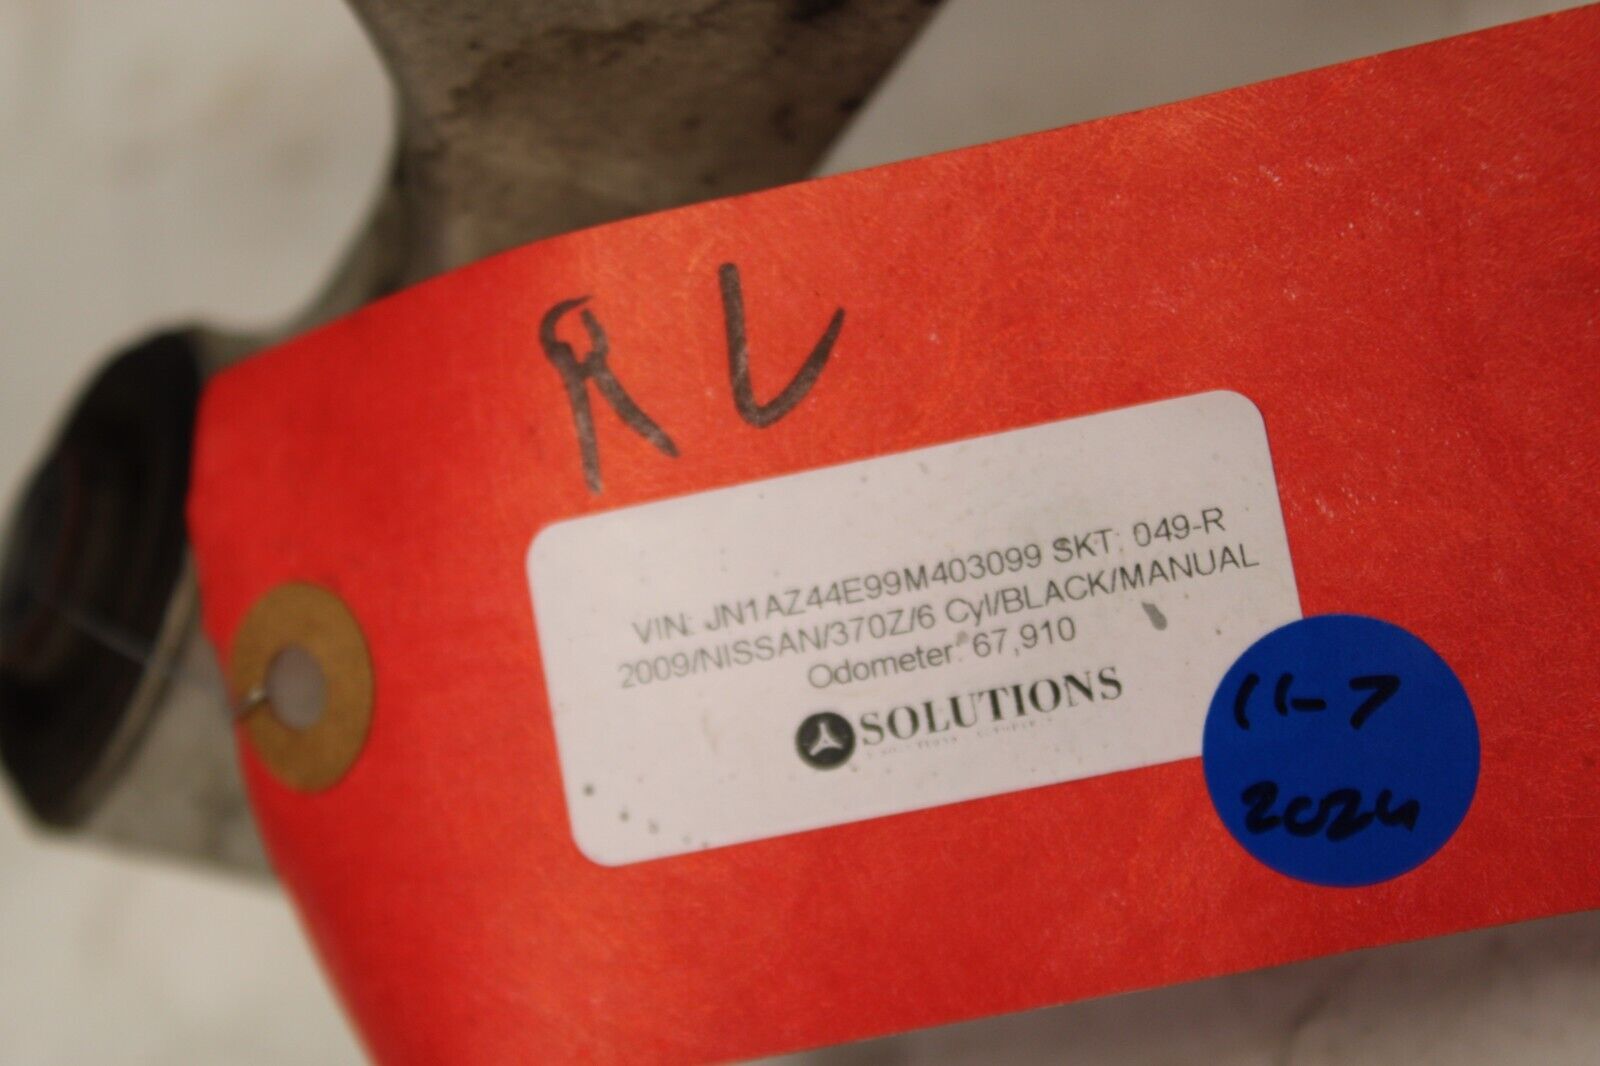 RL
VIN: JN1AZ44E99M403099 SKT: 049-R
2009/NISSAN/370Z/6 Cyl/BLACK/MANUAL
Odometer: 67,910
SOLUTIONS
11-7
2024